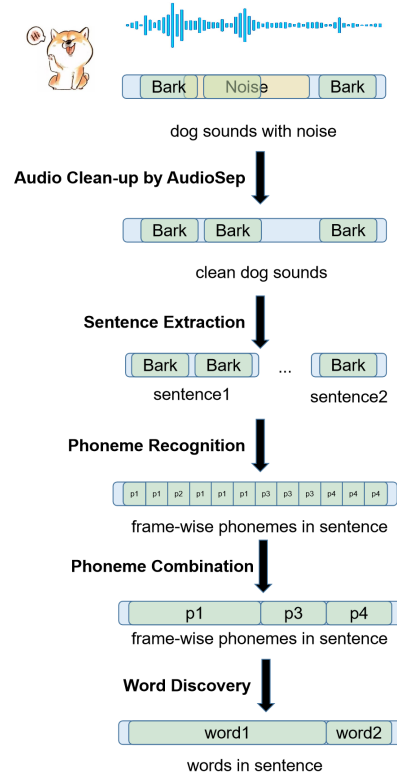 Bark Noise Bark
dog sounds with noise
Audio Clean-up by AudioSep
Bark Bark Bark
clean dog sounds
Sentence Extraction
Bark Bark ... Bark
sentence1 sentence2
Phoneme Recognition
p1 p1 p2 p1 p1 p1 p3 p3 p3 p4 p4 p4
frame-wise phonemes in sentence
Phoneme Combination
p1 p3 p4
frame-wise phonemes in sentence
Word Discovery
word1 word2
words in sentence